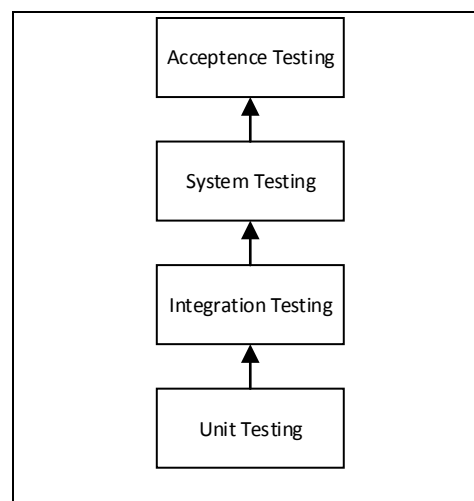 Acceptence Testing
System Testing
Integration Testing
Unit Testing